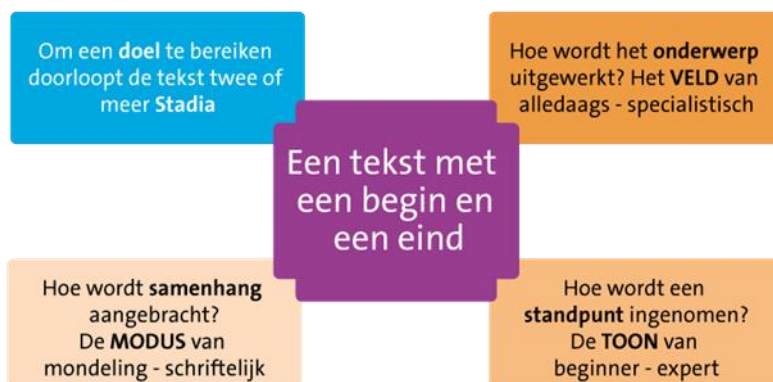 Om een doel te bereiken
doorloopt de tekst twee of
meer Stadia
Hoe wordt het onderwerp
uitgewerkt? Het VELD van
alledaags - specialistisch
Een tekst met
een begin en
een eind
Hoe wordt samenhang
aangebracht?
De MODUS van
mondeling - schriftelijk
Hoe wordt een
standpunt ingenomen?
De TOON van
beginner - expert